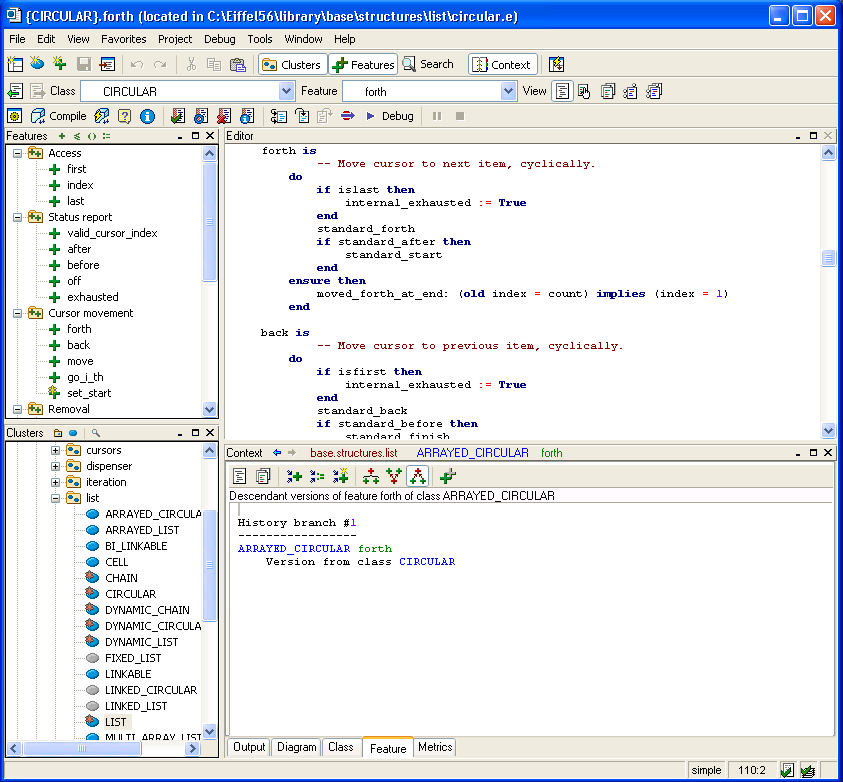 {CIRCULAR}.forth (located in C:\Eiffel56\library\base\structures\list\circular.e)
File Edit View Favorites Project Debug Tools Window Help
Clusters Features Search Context
Class CIRCULAR Feature forth View
Compile Debug
Features
Access
first
index
last
Status report
valid_cursor_index
after
before
off
exhausted
Cursor movement
forth
back
move
go_i_th
set_start
Removal
Editor
forth is
-- Move cursor to next item, cyclically.
do
if islast then
internal_exhausted := True
end
standard_forth
if standard_after then
standard_start
end
ensure then
moved_forth_at_end: (old index = count) implies (index = 1)
end
back is
-- Move cursor to previous item, cyclically.
do
if isfirst then
internal_exhausted := True
end
standard_back
if standard_before then
standard_finish
Clusters
cursors
dispenser
iteration
list
ARRAYED_CIRCULA
ARRAYED_LIST
BI_LINKABLE
CELL
CHAIN
CIRCULAR
DYNAMIC_CHAIN
DYNAMIC_CIRCULA
DYNAMIC_LIST
FIXED_LIST
LINKABLE
LINKED_CIRCULAR
LINKED_LIST
LIST
MULTI_ARRAY_LIST
Context base.structures.list ARRAYED_CIRCULAR forth
Descendant versions of feature forth of class ARRAYED_CIRCULAR
History branch #1
-----------------
ARRAYED_CIRCULAR forth
Version from class CIRCULAR
Output Diagram Class Feature Metrics
simple 110:2